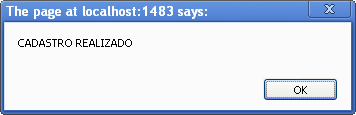 The page at localhost:1483 says:
CADASTRO REALIZADO
OK